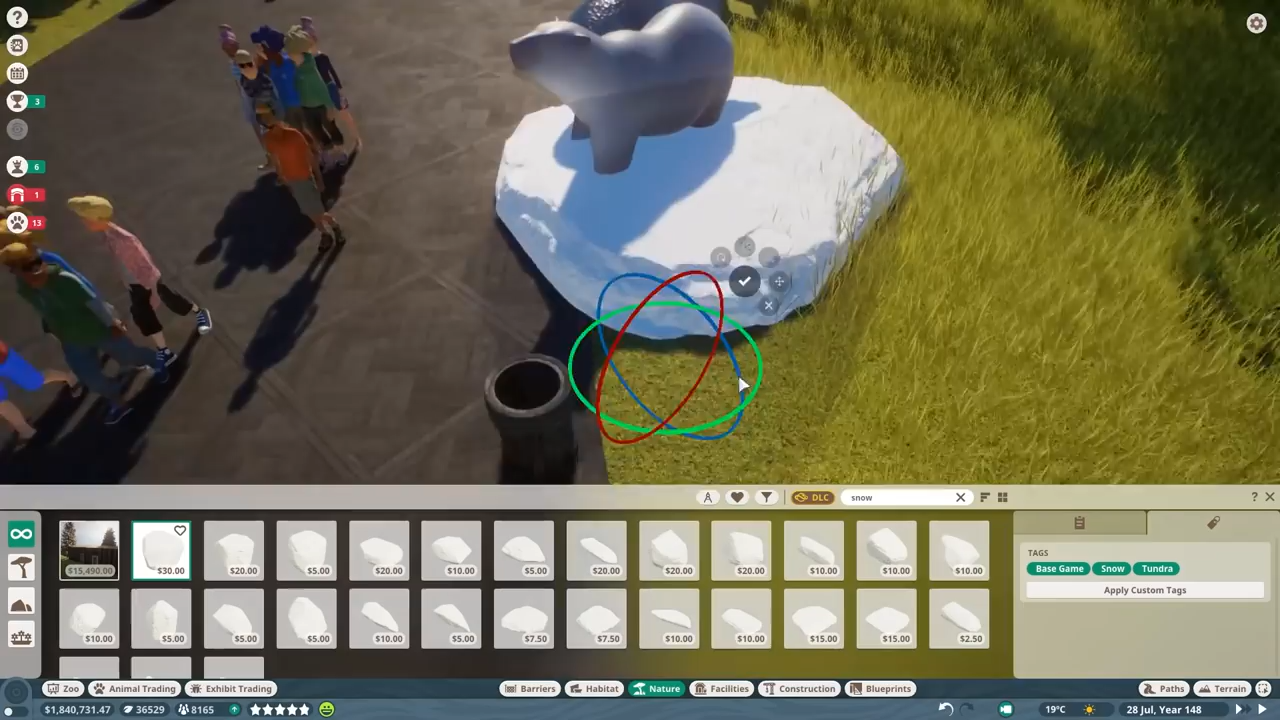 ?
3
6
1
13
DLC
snow
?
TAGS
Base Game Snow Tundra
Apply Custom Tags
$15,490.00 $30.00 $20.00 $5.00 $20.00 $10.00 $5.00 $20.00 $20.00 $20.00 $10.00 $10.00 $10.00
$10.00 $5.00 $5.00 $5.00 $10.00 $5.00 $7.50 $7.50 $10.00 $10.00 $15.00 $15.00 $2.50
Zoo Animal Trading Exhibit Trading Barriers Habitat Nature Facilities Construction Blueprints Paths Terrain
$1,840,731.47 36529 8165 19°C 28 Jul, Year 148